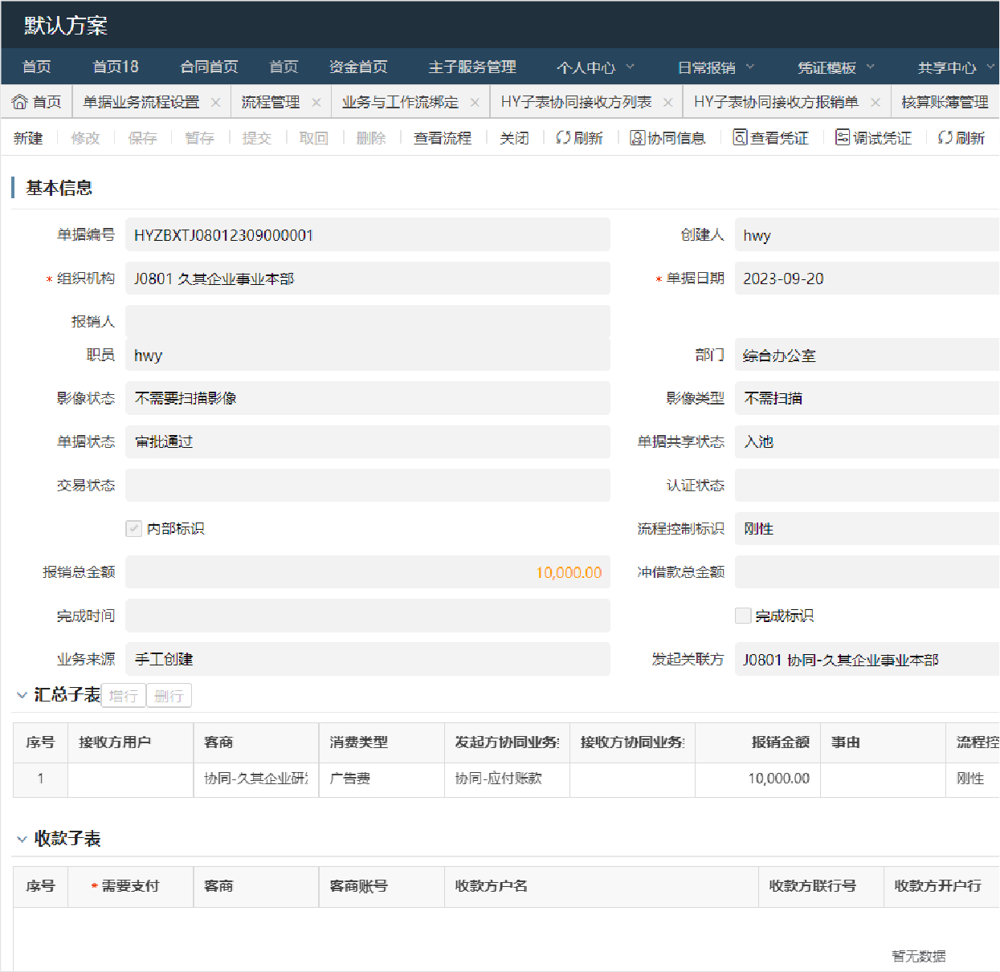 默认方案
首页 首页18 合同首页 首页 资金首页 主子服务管理 个人中心 日常报销 凭证模板 共享中心
首页 单据业务流程设置 流程管理 业务与工作流绑定 HY子表协同接收方列表 HY子表协同接收方报销单 核算账簿管理
新建 修改 保存 暂存 提交 取回 删除 查看流程 关闭 刷新 协同信息 查看凭证 调试凭证 刷新
基本信息
单据编号 HYZBXTJ08012309000001 创建人 hwy
* 组织机构 J0801 久其企业事业本部 * 单据日期 2023-09-20
报销人
职员 hwy 部门 综合办公室
影像状态 不需要扫描影像 影像类型 不需扫描
单据状态 审批通过 单据共享状态 入池
交易状态 认证状态
内部标识 流程控制标识 刚性
报销总金额 10,000.00 冲借款总金额
完成时间 完成标识
业务来源 手工创建 发起关联方 J0801 协同-久其企业事业本部
汇总子表 增行 删行
序号 接收方用户 客商 消费类型 发起方协同业务 接收方协同业务 报销金额 事由 流程控
1 协同-久其企业研 广告费 协同-应付账款 10,000.00 刚性
收款子表
序号 * 需要支付 客商 客商账号 收款方户名 收款方联行号 收款方开户行
暂无数据